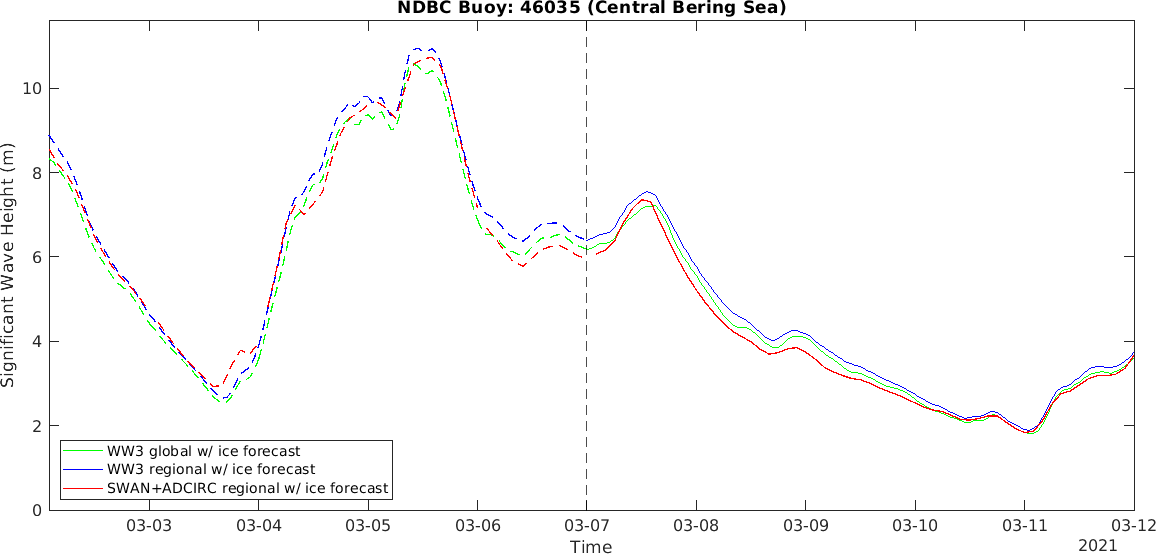 NDBC Buoy: 46035 (Central Bering Sea)
Significant Wave Height (m)
10
8
6
4
2
0
WW3 global w/ ice forecast
WW3 regional w/ ice forecast
SWAN+ADCIRC regional w/ ice forecast
03-03 03-04 03-05 03-06 03-07 03-08 03-09 03-10 03-11 03-12
Time
2021